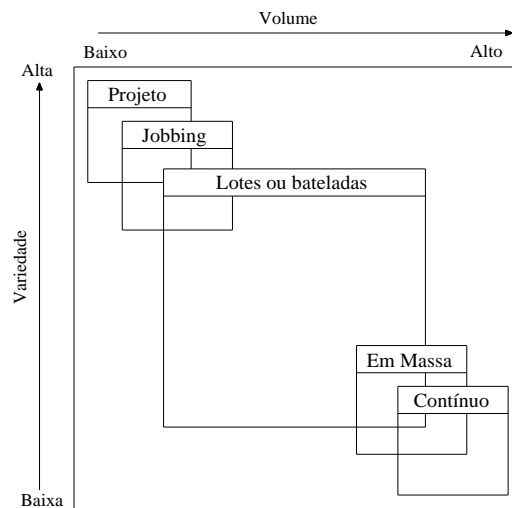 Volume
Baixo
Alto
Alta
Projeto
Jobbing
Lotes ou bateladas
Variedade
Em Massa
Contínuo
Baixa